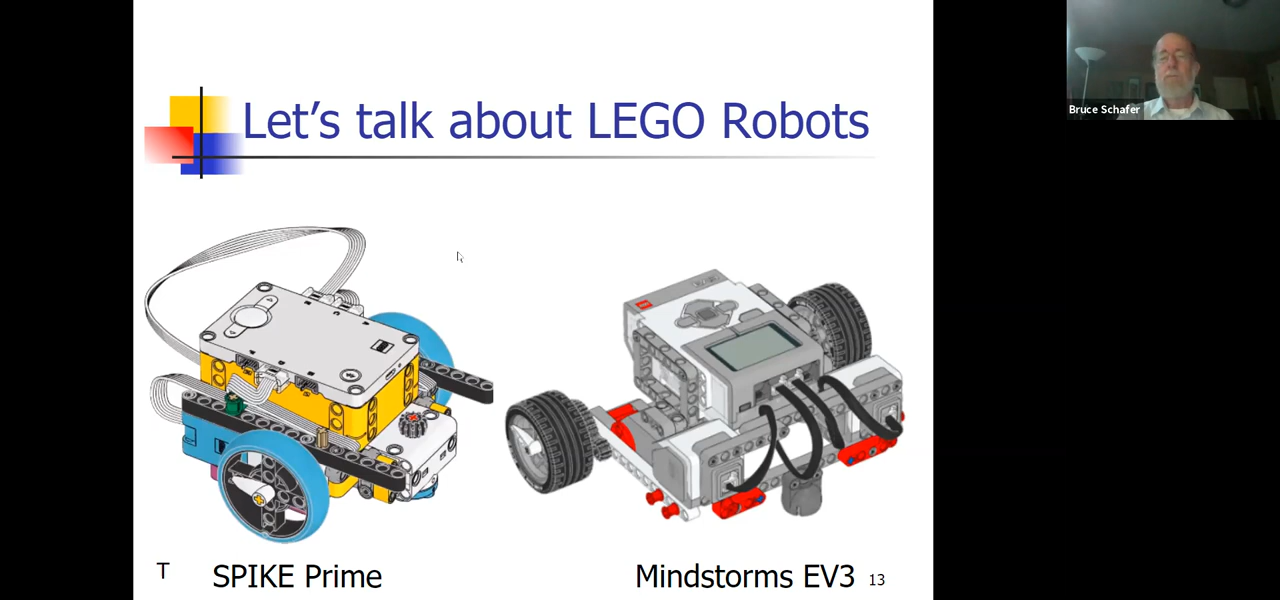 Let's talk about LEGO Robots
Bruce Schafer
T
SPIKE Prime
Mindstorms EV3
13